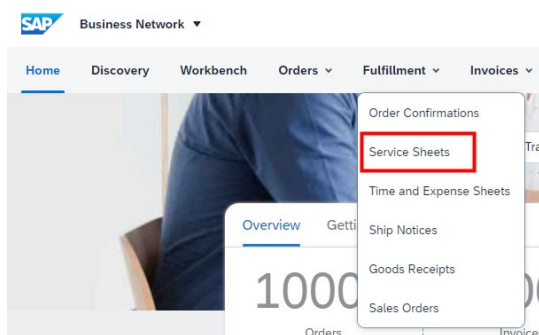 SAP Business Network
Home Discovery Workbench Orders Fulfillment Invoices
Order Confirmations
Service Sheets
Time and Expense Sheets
Overview
Ship Notices
Goods Receipts
1000
Sales Orders
Orders